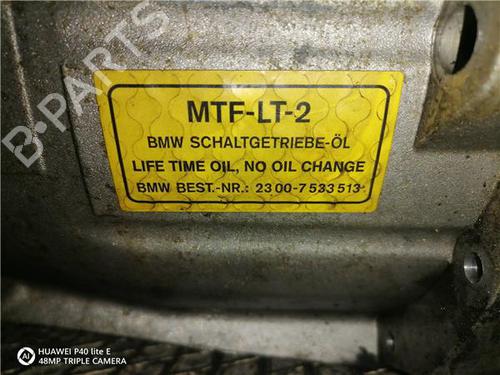 B-PARTS
MTF-LT-2
BMW SCHALTGETRIEBE-ÖL
LIFE TIME OIL, NO OIL CHANGE
BMW BEST.-NR.: 23 00-7 533 513
HUAWEI P40 lite E
48MP TRIPLE CAMERA
AI